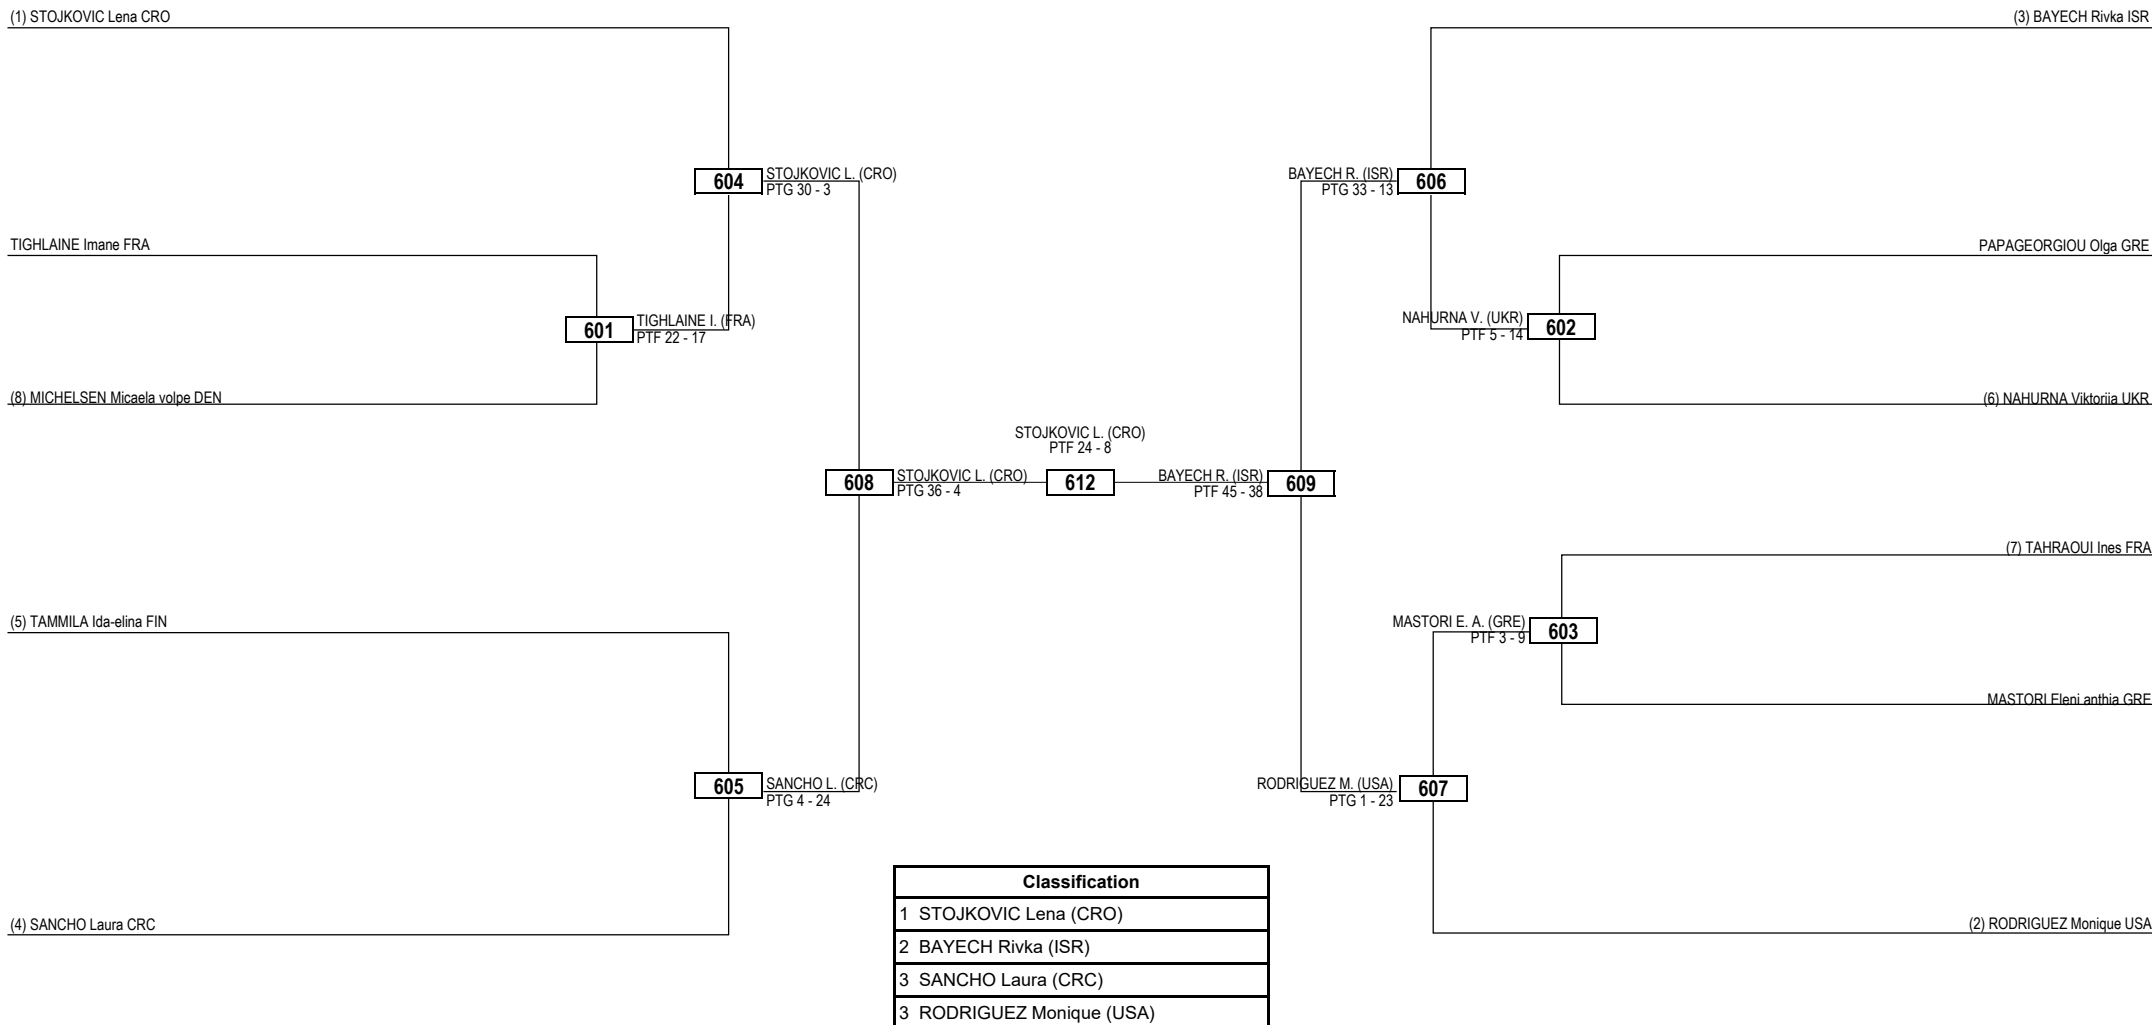 (1) STOJKOVIC Lena CRO
(3) BAYECH Rivka ISR
604
STOJKOVIC L. (CRO)
PTG 30 - 3
BAYECH R. (ISR)
PTG 33 - 13
606
TIGHLAINE Imane FRA
PAPAGEORGIOU Olga GRE
601
TIGHLAINE I. (FRA)
PTF 22 - 17
NAHURNA V. (UKR)
PTF 5 - 14
602
(8) MICHELSEN Micaela volpe DEN
(6) NAHURNA Viktoriia UKR
STOJKOVIC L. (CRO)
PTF 24 - 8
608
STOJKOVIC L. (CRO)
PTG 36 - 4
612
BAYECH R. (ISR)
PTF 45 - 38
609
(7) TAHRAOUI Ines FRA
(5) TAMMILA Ida-elina FIN
MASTORI E. A. (GRE)
PTF 3 - 9
603
MASTORI Eleni anthia GRE
605
SANCHO L. (CRC)
PTG 4 - 24
RODRIGUEZ M. (USA)
PTG 1 - 23
607
(4) SANCHO Laura CRC
(2) RODRIGUEZ Monique USA
Classification
1 STOJKOVIC Lena (CRO)
2 BAYECH Rivka (ISR)
3 SANCHO Laura (CRC)
3 RODRIGUEZ Monique (USA)